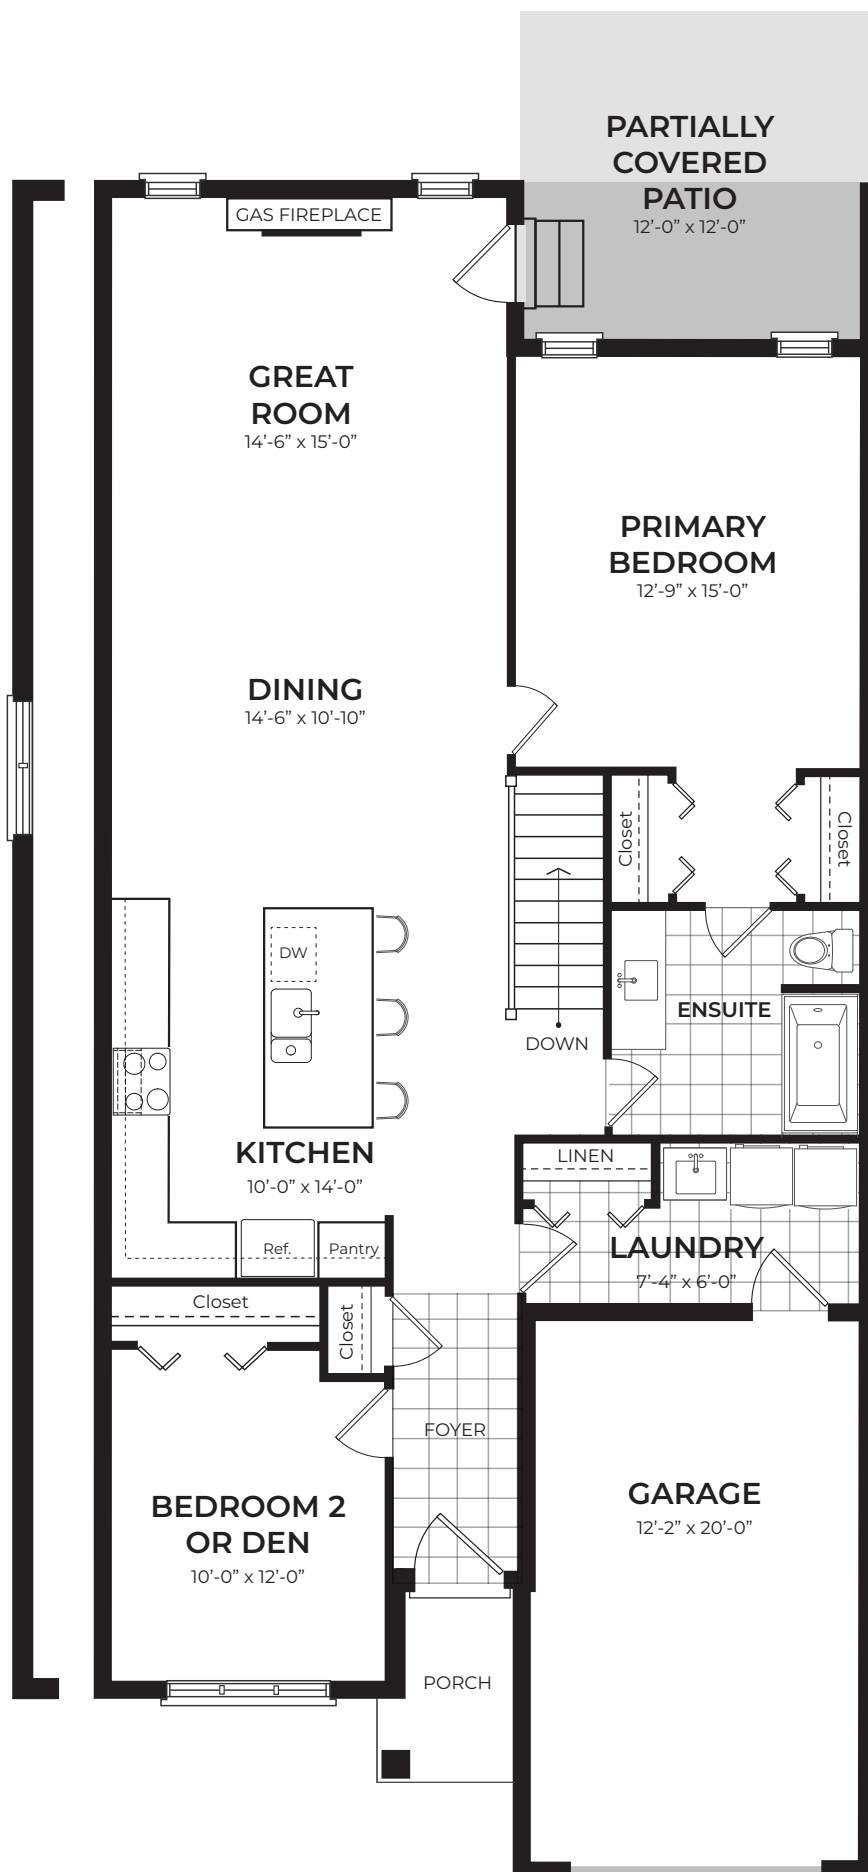 PARTIALLY
COVERED
PATIO
12’-0” x 12’-0”
GAS FIREPLACE
GREAT
ROOM
14’-6” x 15’-0”
PRIMARY
BEDROOM
12’-9” x 15’-0”
DINING
14’-6” x 10’-10”
Closet
Closet
DW
ENSUITE
DOWN
KITCHEN
10’-0” x 14’-0”
LINEN
Ref.
Pantry
LAUNDRY
7’-4” x 6’-0”
Closet
Closet
FOYER
BEDROOM 2
OR DEN
10’-0” x 12’-0”
GARAGE
12’-2” x 20’-0”
PORCH